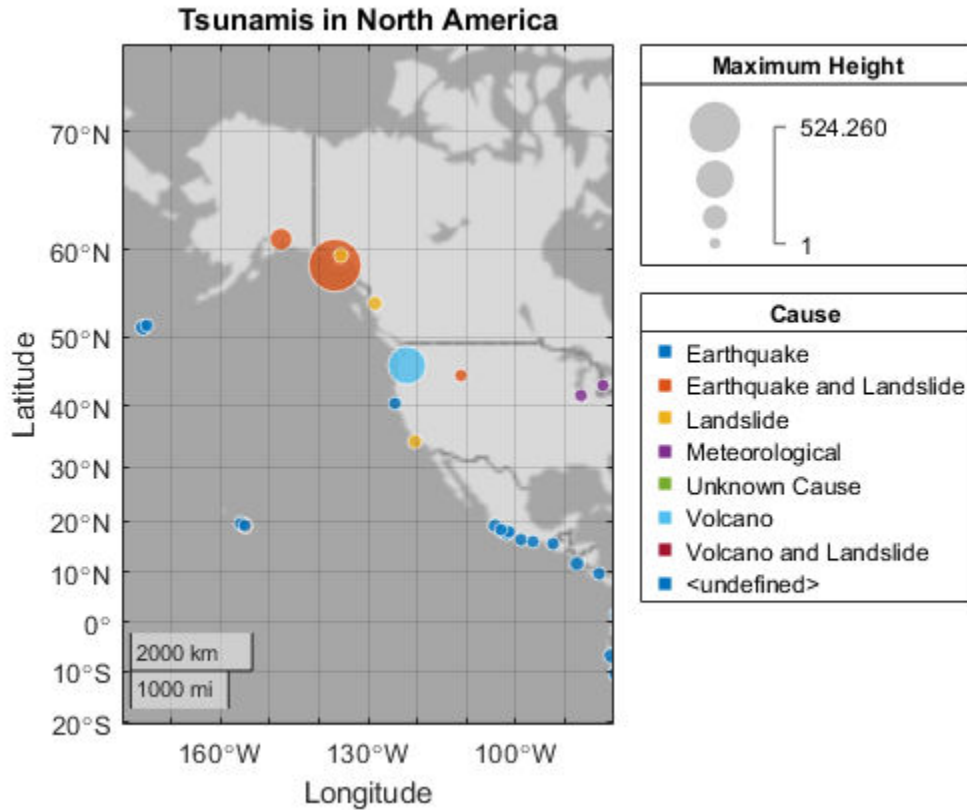 Tsunamis in North America
Maximum Height
524.260
1
Cause
Earthquake
Earthquake and Landslide
Landslide
Meteorological
Unknown Cause
Volcano
Volcano and Landslide
<undefined>
Latitude
70°N
60°N
50°N
40°N
30°N
20°N
10°N
0°
10°S
20°S
2000 km
1000 mi
160°W
130°W
100°W
Longitude